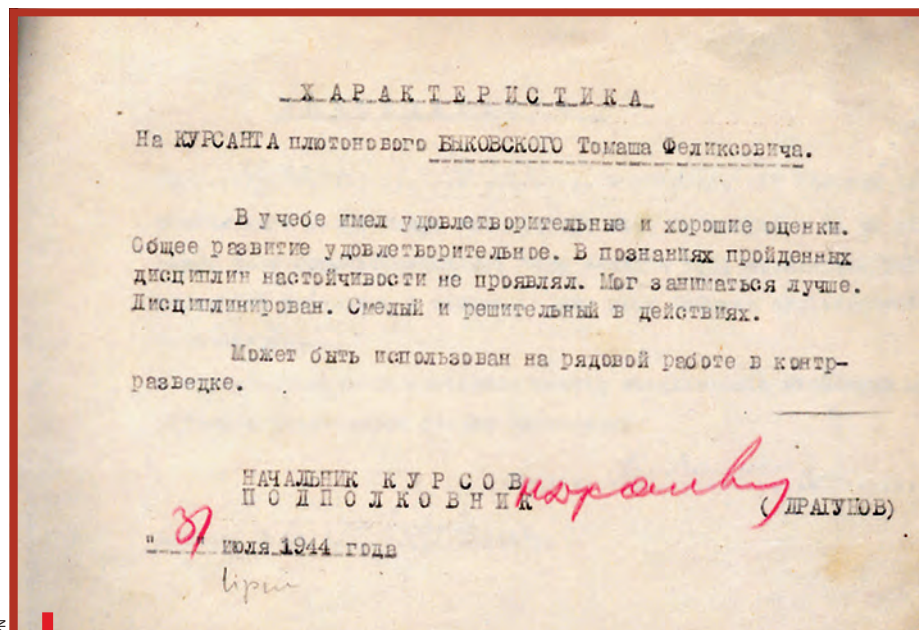 ХАРАКТЕРИСТИКА
На КУРСАНТА плютонового БЫКОВСКОГО Томаша Феликсовича.
В учебе имел удовлетворительные и хорошие оценки.
Общее развитие удовлетворительное. В познаниях пройденных
дисциплин настойчивости не проявлял. Мог заниматься лучше.
Дисциплинирован. Смелый и решительный в действиях.
Может быть использован на рядовой работе в контр-
разведке.
НАЧАЛЬНИК КУРСОВ
ПОДПОЛКОВНИК
(ДРАГУНОВ)
"31" июля 1944 года